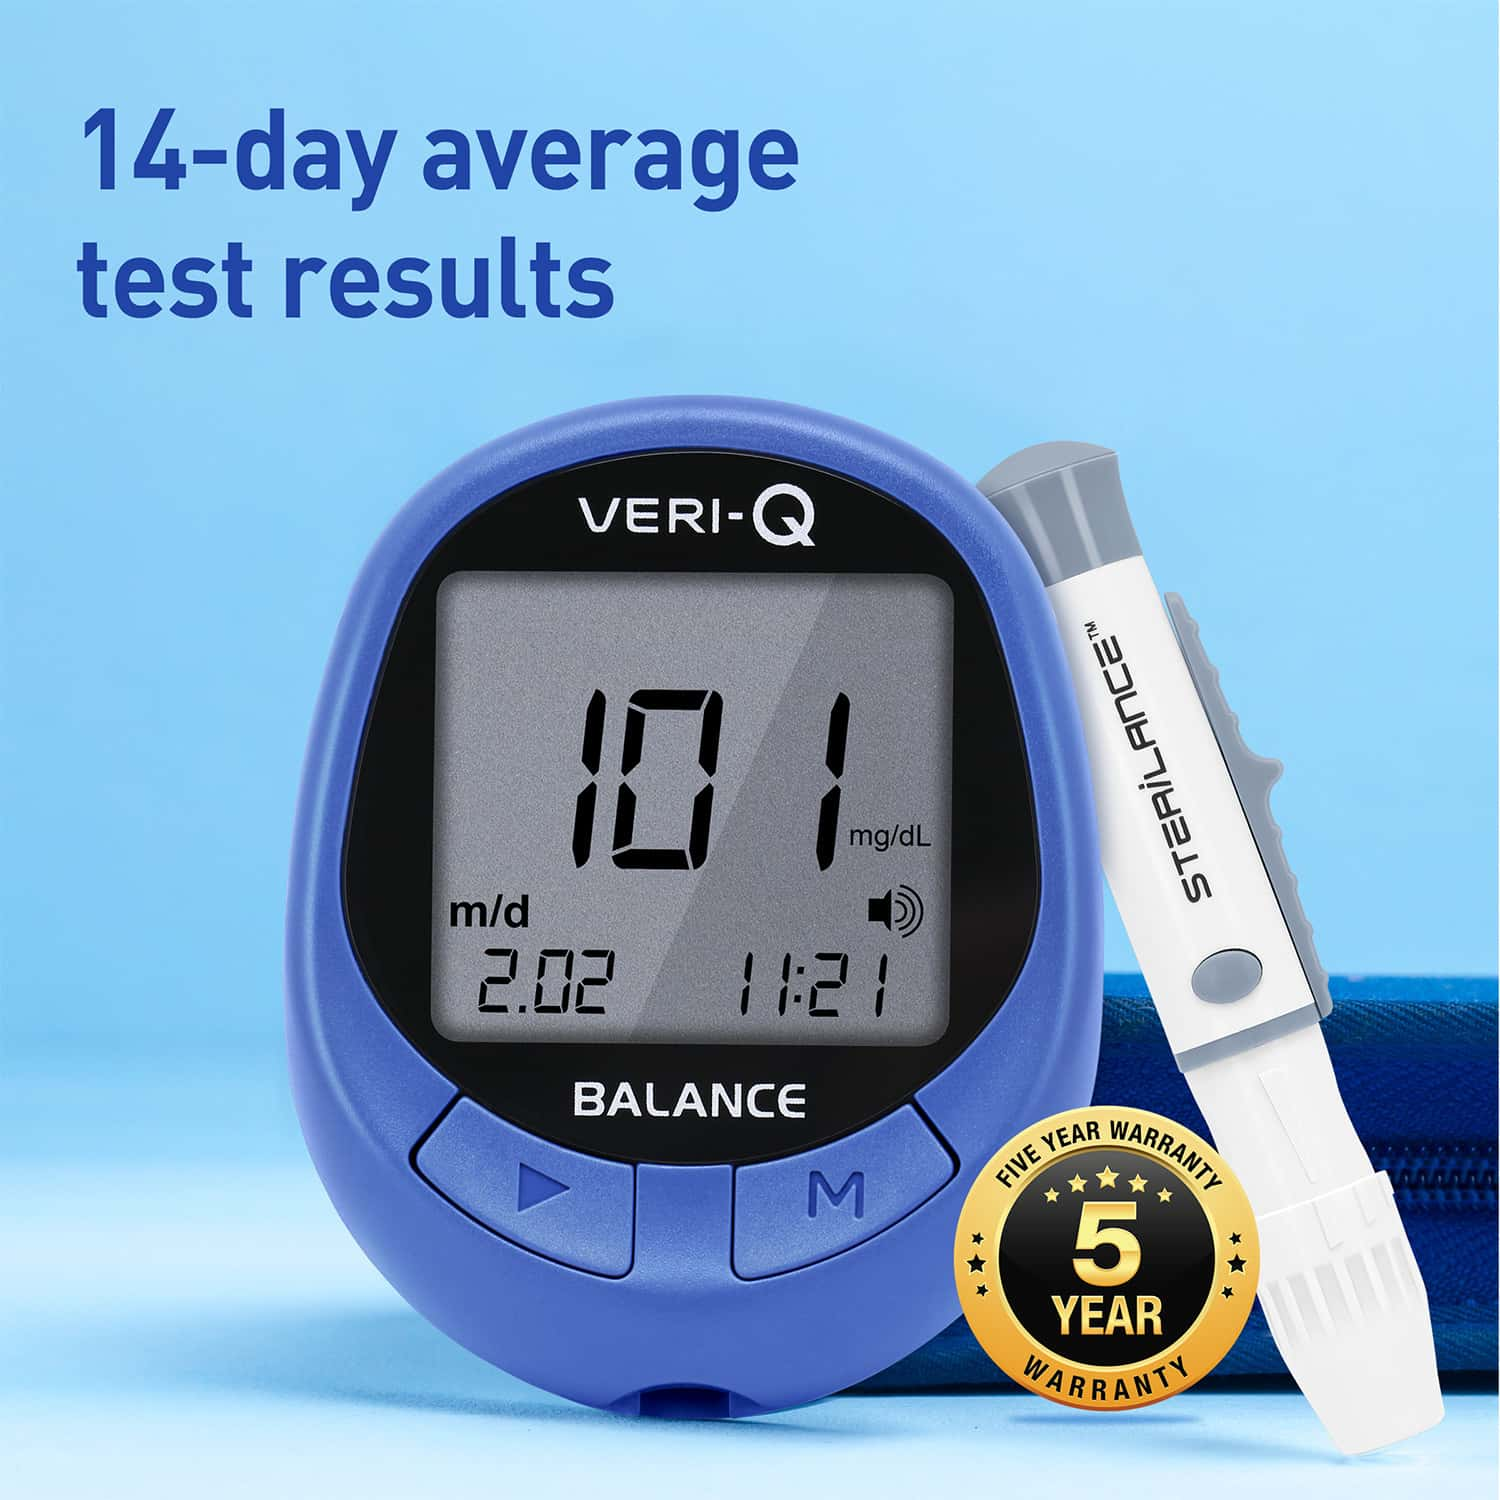 14-day average
test results
VERI-Q
101
mg/dL
m/d
2.02
11:21
BALANCE
M
STERiLANCE™
FIVE YEAR WARRANTY
5
YEAR
WARRANTY